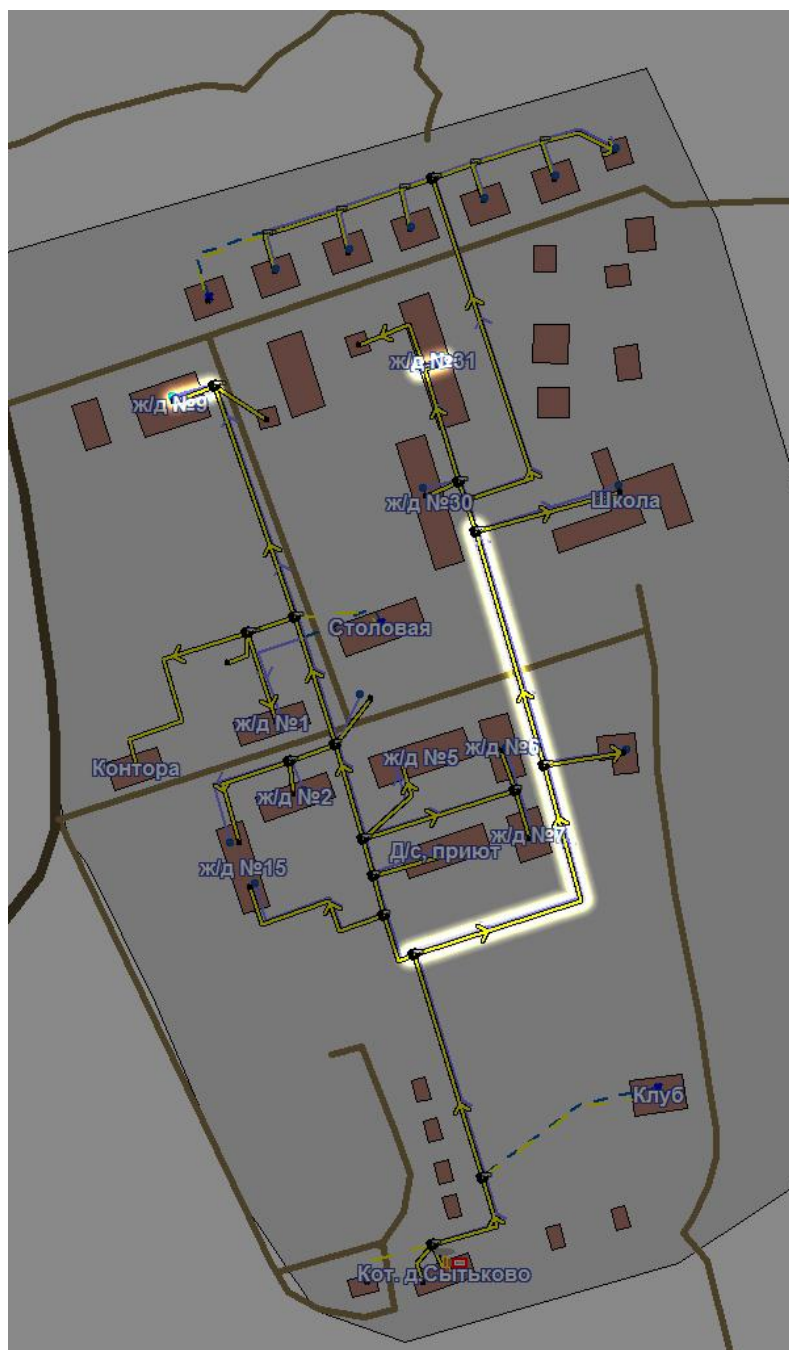 ж/д №31
ж/д №9
ж/д №30
Школа
Столовая
ж/д №1
Контора
ж/д №5
ж/д №6
ж/д №2
ж/д №7
Д/с, приют
ж/д №15
Клуб
Кот. д.Сытьково